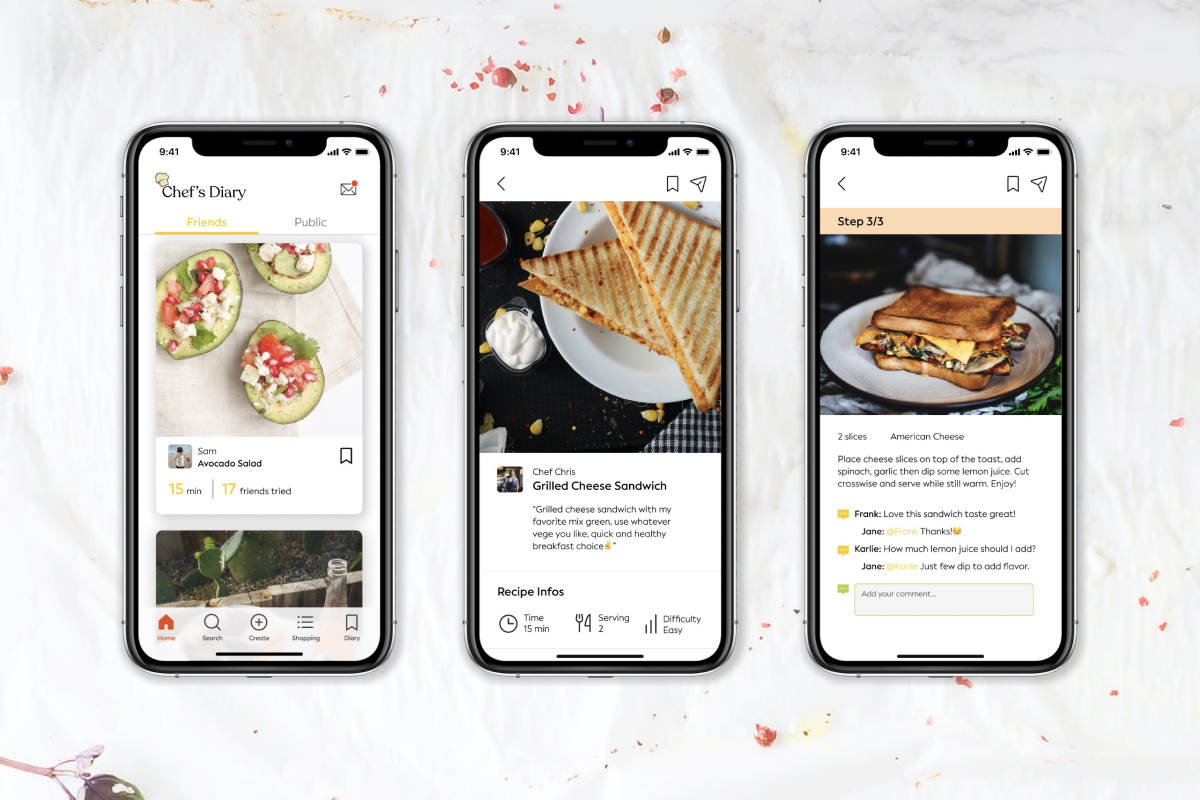 9:41
Chef's Diary
Friends
Public
Sam
Avocado Salad
15 min
17 friends tried
Home
Search
Create
Shopping
Diary
9:41
Chef Chris
Grilled Cheese Sandwich
"Grilled cheese sandwich with my
favorite mix green, use whatever
vege you like, quick and healthy
breakfast choice✌️"
Recipe Infos
Time
15 min
Serving
2
Difficulty
Easy
9:41
Step 3/3
2 slices
American Cheese
Place cheese slices on top of the toast, add
spinach, garlic then dip some lemon juice. Cut
crosswise and serve while still warm. Enjoy!
Frank: Love this sandwich taste great!
Jane: @Frank Thanks!😊
Karlie: How much lemon juice should I add?
Jane: @Karlie Just few dip to add flavor.
Add your comment...